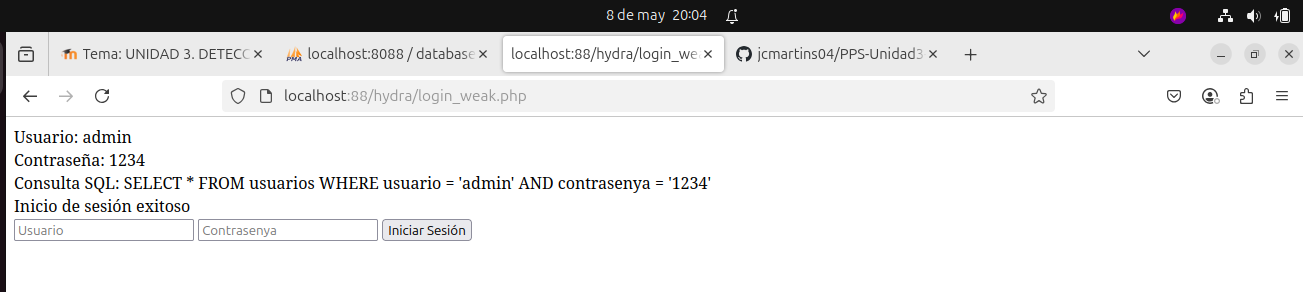 8 de may 20:04
Tema: UNIDAD 3. DETECC
localhost:8088 / database
localhost:88/hydra/login_wea
jcmartins04/PPS-Unidad3
localhost:88/hydra/login_weak.php
Usuario: admin
Contraseña: 1234
Consulta SQL: SELECT * FROM usuarios WHERE usuario = 'admin' AND contrasenya = '1234'
Inicio de sesión exitoso
Usuario
Contrasenya
Iniciar Sesión